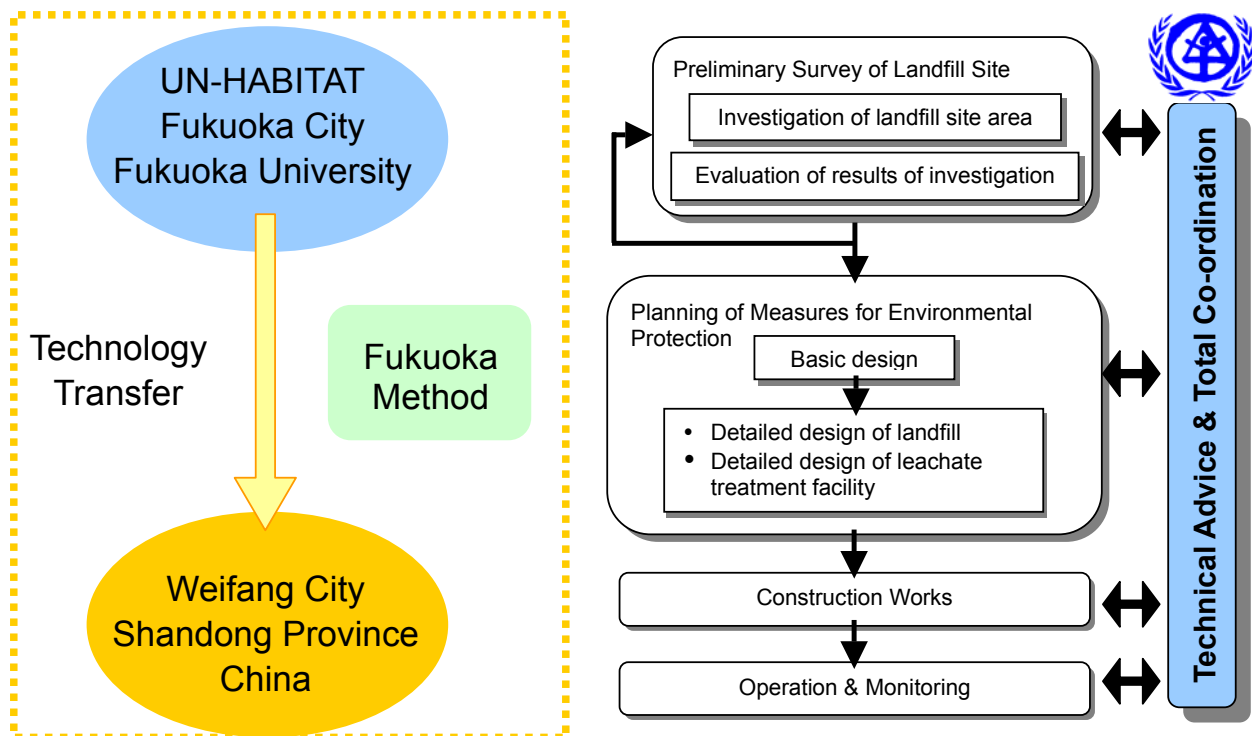 UN-HABITAT
Fukuoka City
Fukuoka University
Technology
Transfer
Fukuoka
Method
Weifang City
Shandong Province
China
Preliminary Survey of Landfill Site
Investigation of landfill site area
Evaluation of results of investigation
Planning of Measures for Environmental
Protection
Basic design
• Detailed design of landfill
• Detailed design of leachate
treatment facility
Construction Works
Operation & Monitoring
Technical Advice & Total Co-ordination